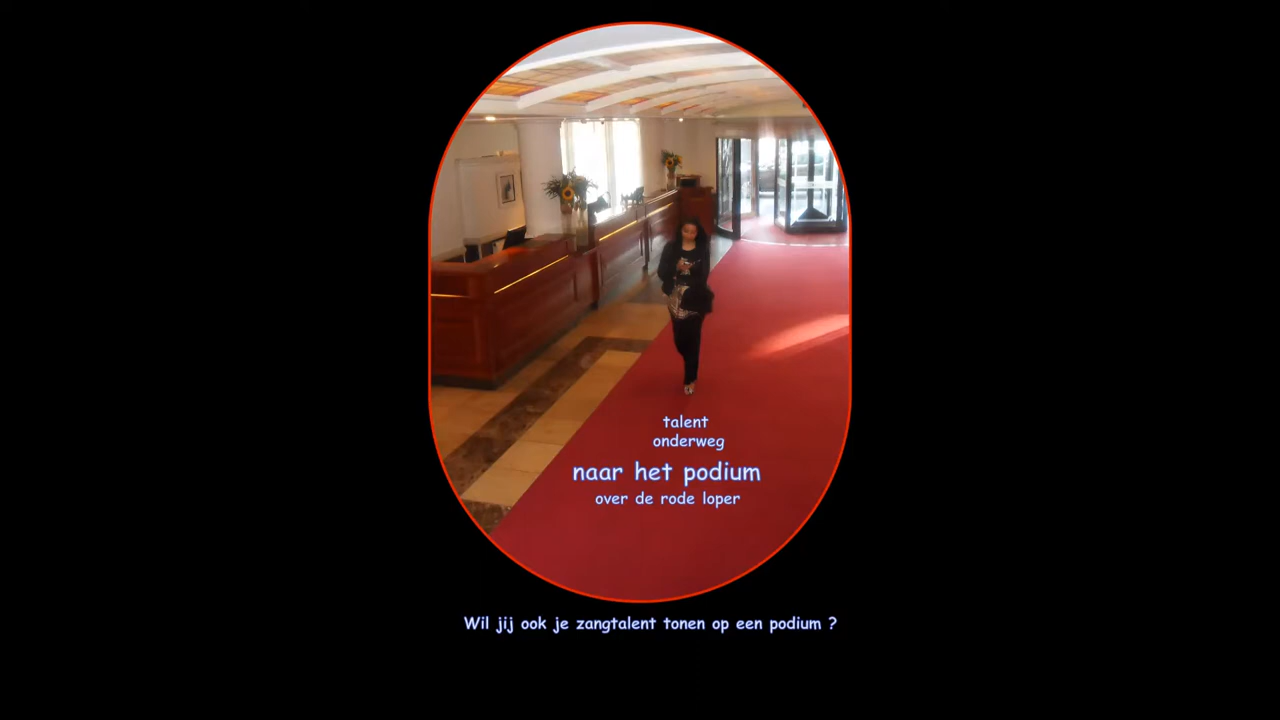 talent
onderweg
naar het podium
over de rode loper
Wil jij ook je zangtalent tonen op een podium ?